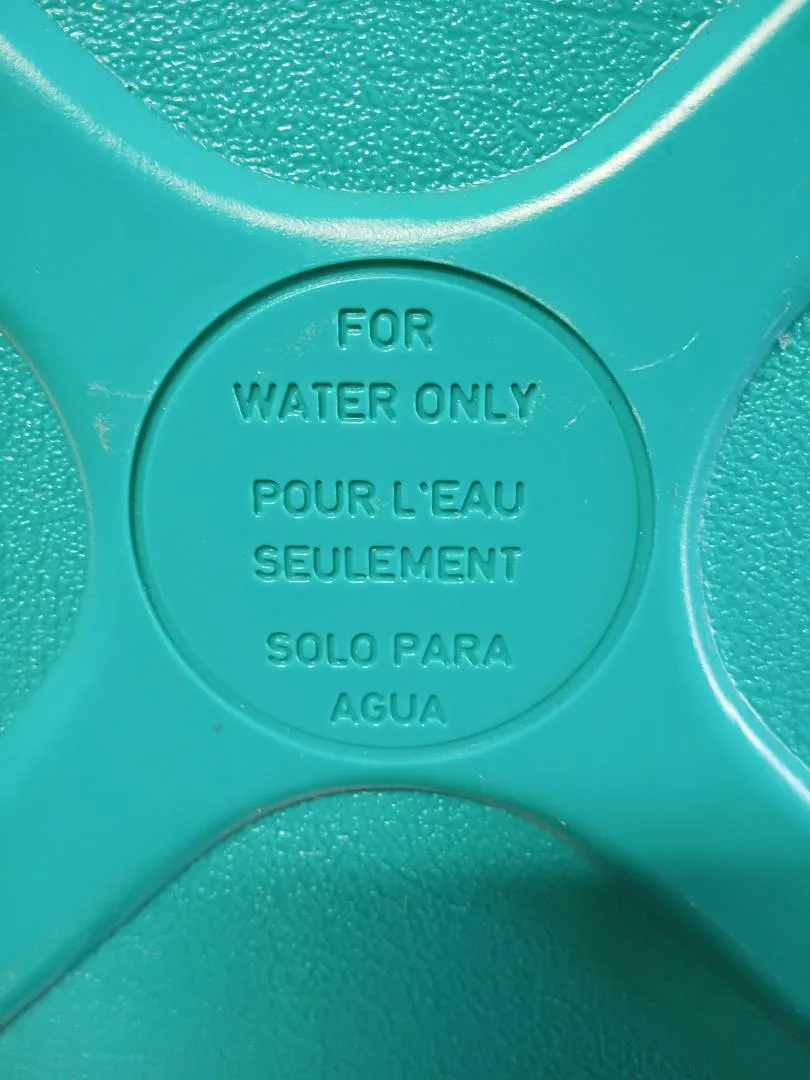 FOR
WATER ONLY
POUR L'EAU
SEULEMENT
SOLO PARA
AGUA